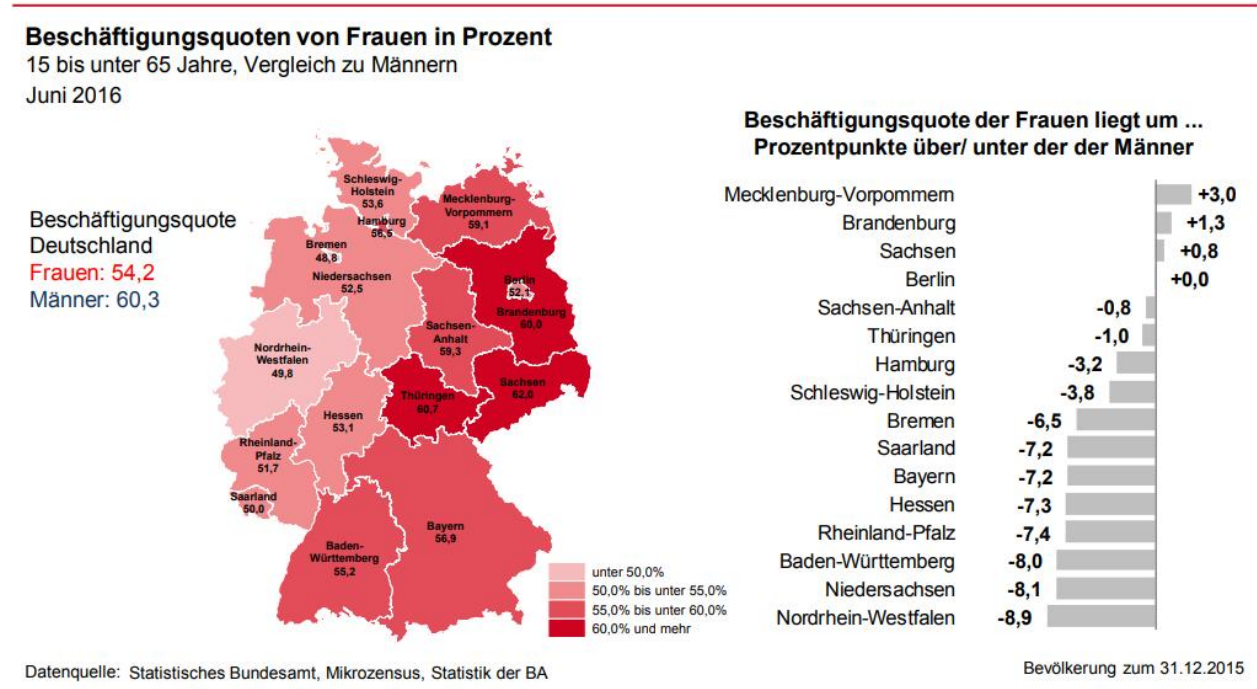 Beschäftigungsquoten von Frauen in Prozent
15 bis unter 65 Jahre, Vergleich zu Männern
Juni 2016
Beschäftigungsquote
Deutschland
Frauen: 54,2
Männer: 60,3
Schleswig-
Holstein
53,6
Mecklenburg-
Vorpommern
59,1
Hamburg
56,5
Bremen
48,8
Niedersachsen
52,5
Berlin
52,1
Brandenburg
60,0
Sachsen-
Anhalt
59,3
Nordrhein-
Westfalen
49,8
Sachsen
62,0
Thüringen
60,7
Hessen
53,1
Rheinland-
Pfalz
51,7
Saarland
50,0
Bayern
56,9
Baden-
Württemberg
55,2
unter 50,0%
50,0% bis unter 55,0%
55,0% bis unter 60,0%
60,0% und mehr
Beschäftigungsquote der Frauen liegt um ...
Prozentpunkte über/ unter der der Männer
Mecklenburg-Vorpommern +3,0
Brandenburg +1,3
Sachsen +0,8
Berlin +0,0
Sachsen-Anhalt -0,8
Thüringen -1,0
Hamburg -3,2
Schleswig-Holstein -3,8
Bremen -6,5
Saarland -7,2
Bayern -7,2
Hessen -7,3
Rheinland-Pfalz -7,4
Baden-Württemberg -8,0
Niedersachsen -8,1
Nordrhein-Westfalen -8,9
Datenquelle: Statistisches Bundesamt, Mikrozensus, Statistik der BA
Bevölkerung zum 31.12.2015